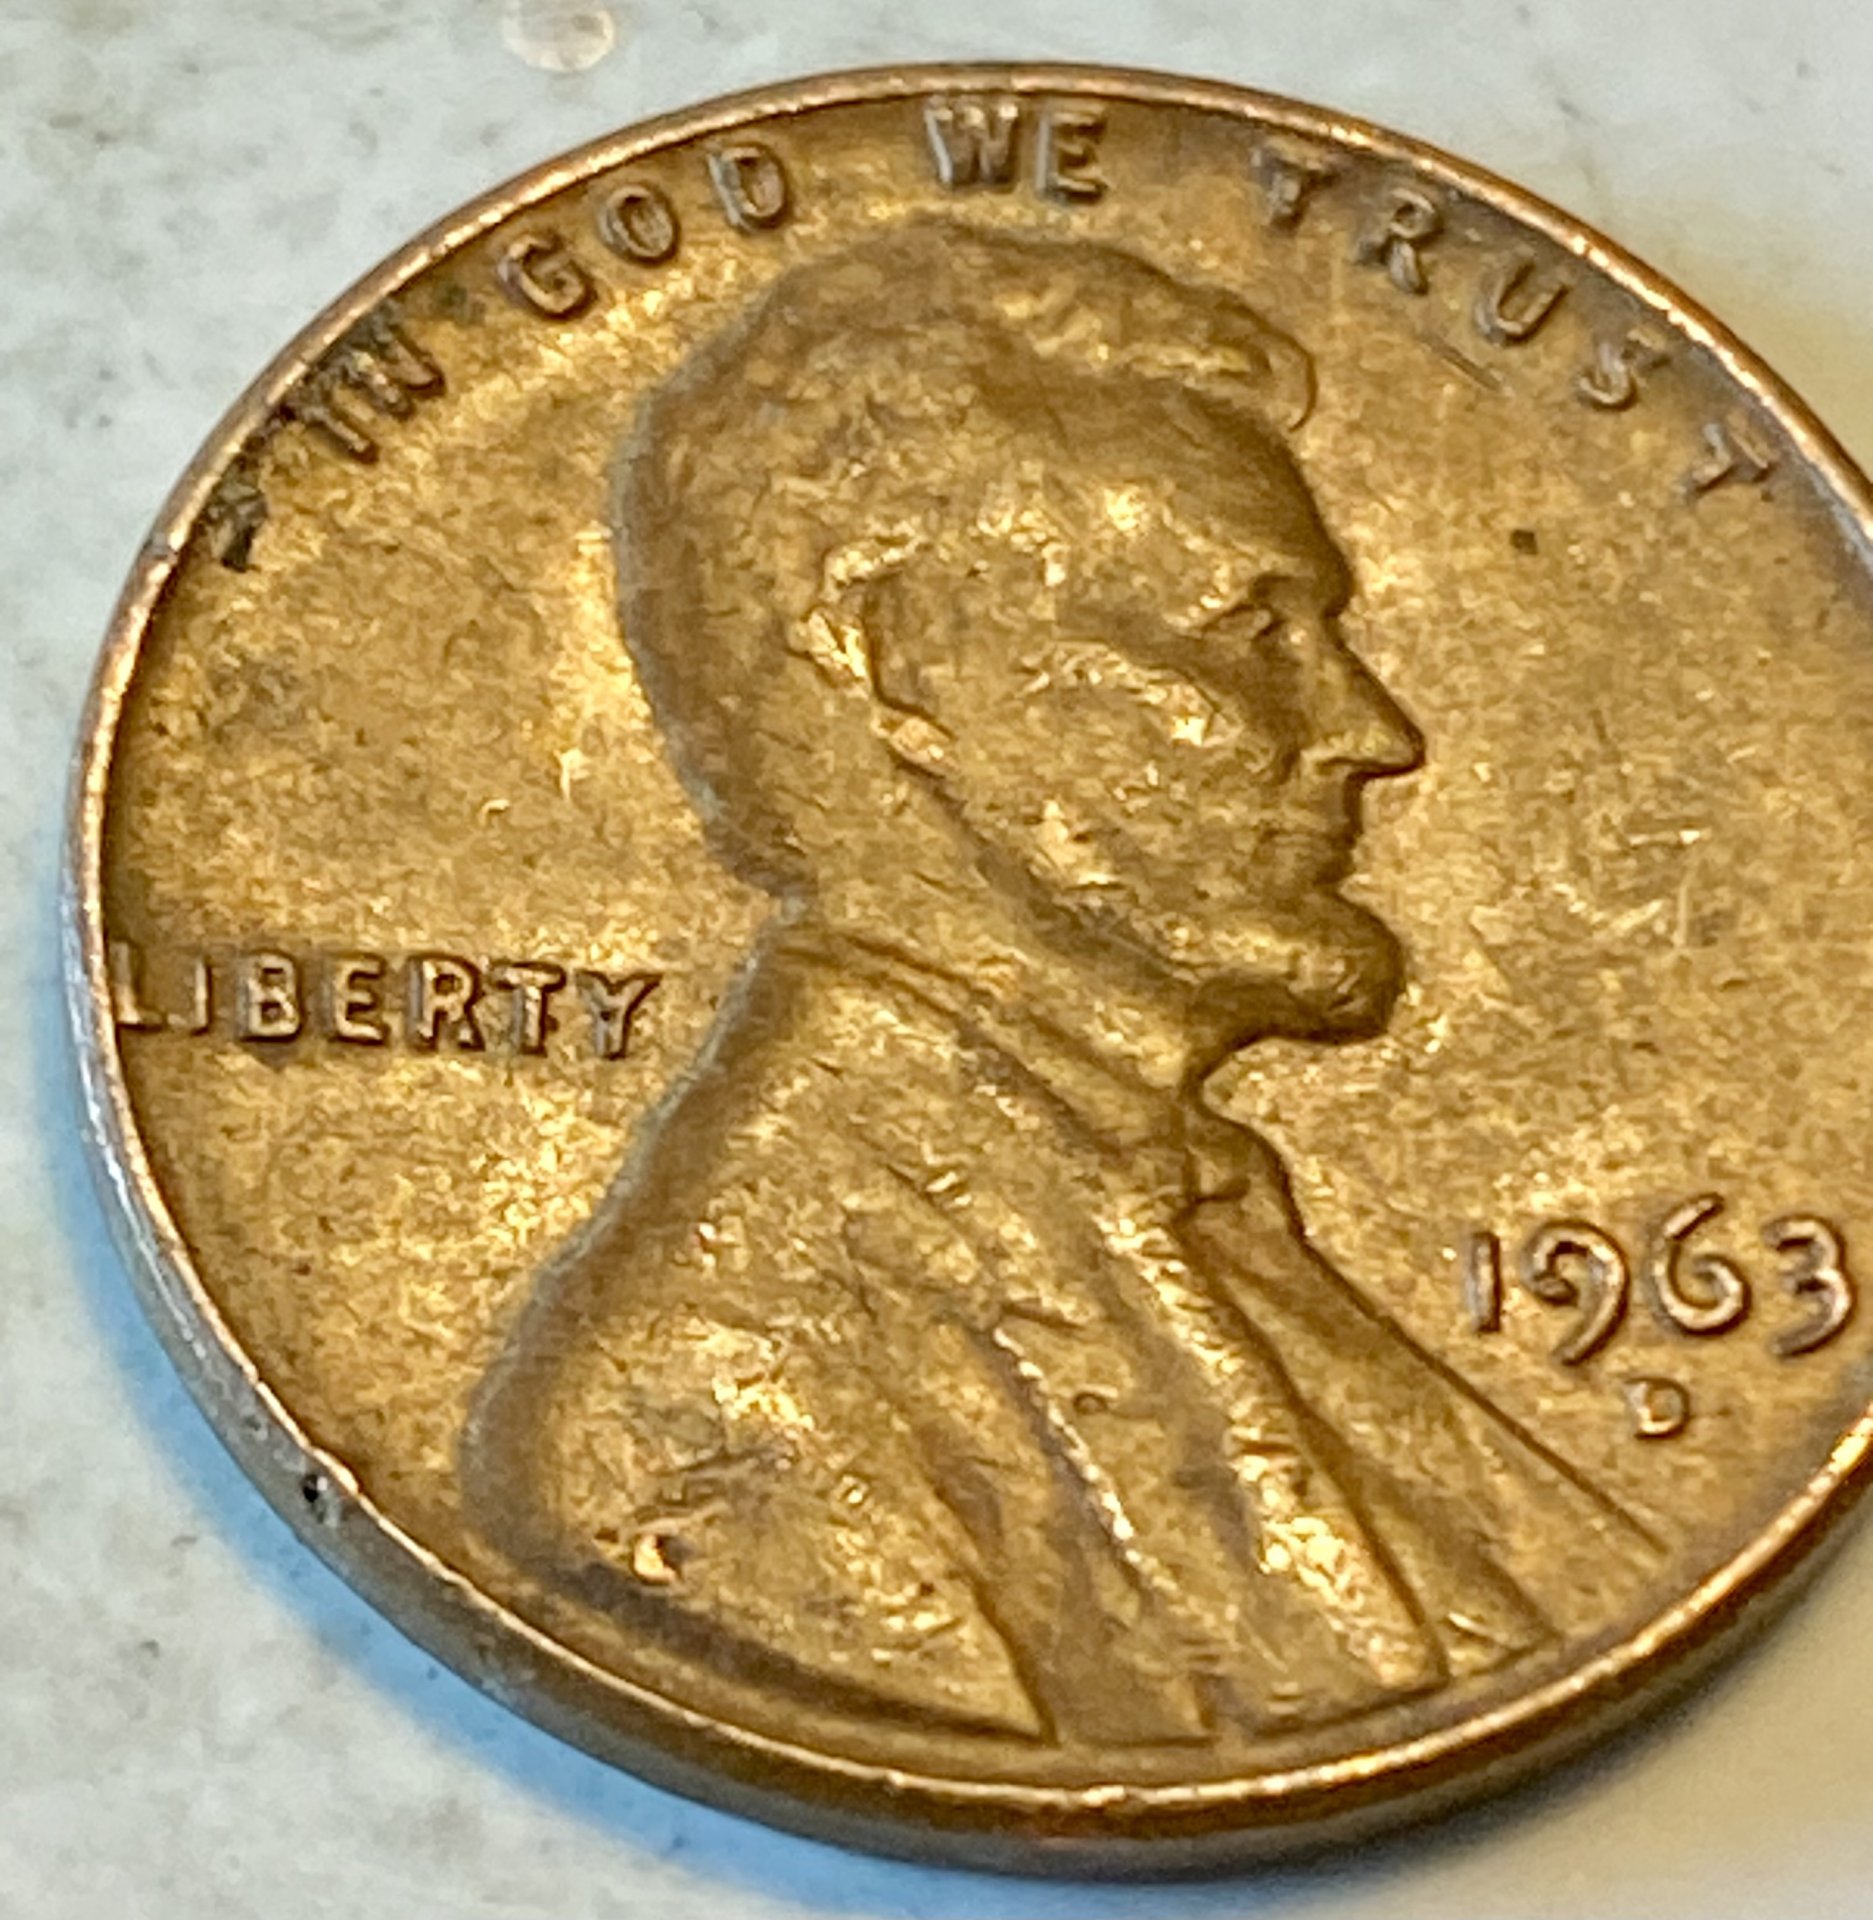 IN GOD WE TRUST
LIBERTY
1963
D